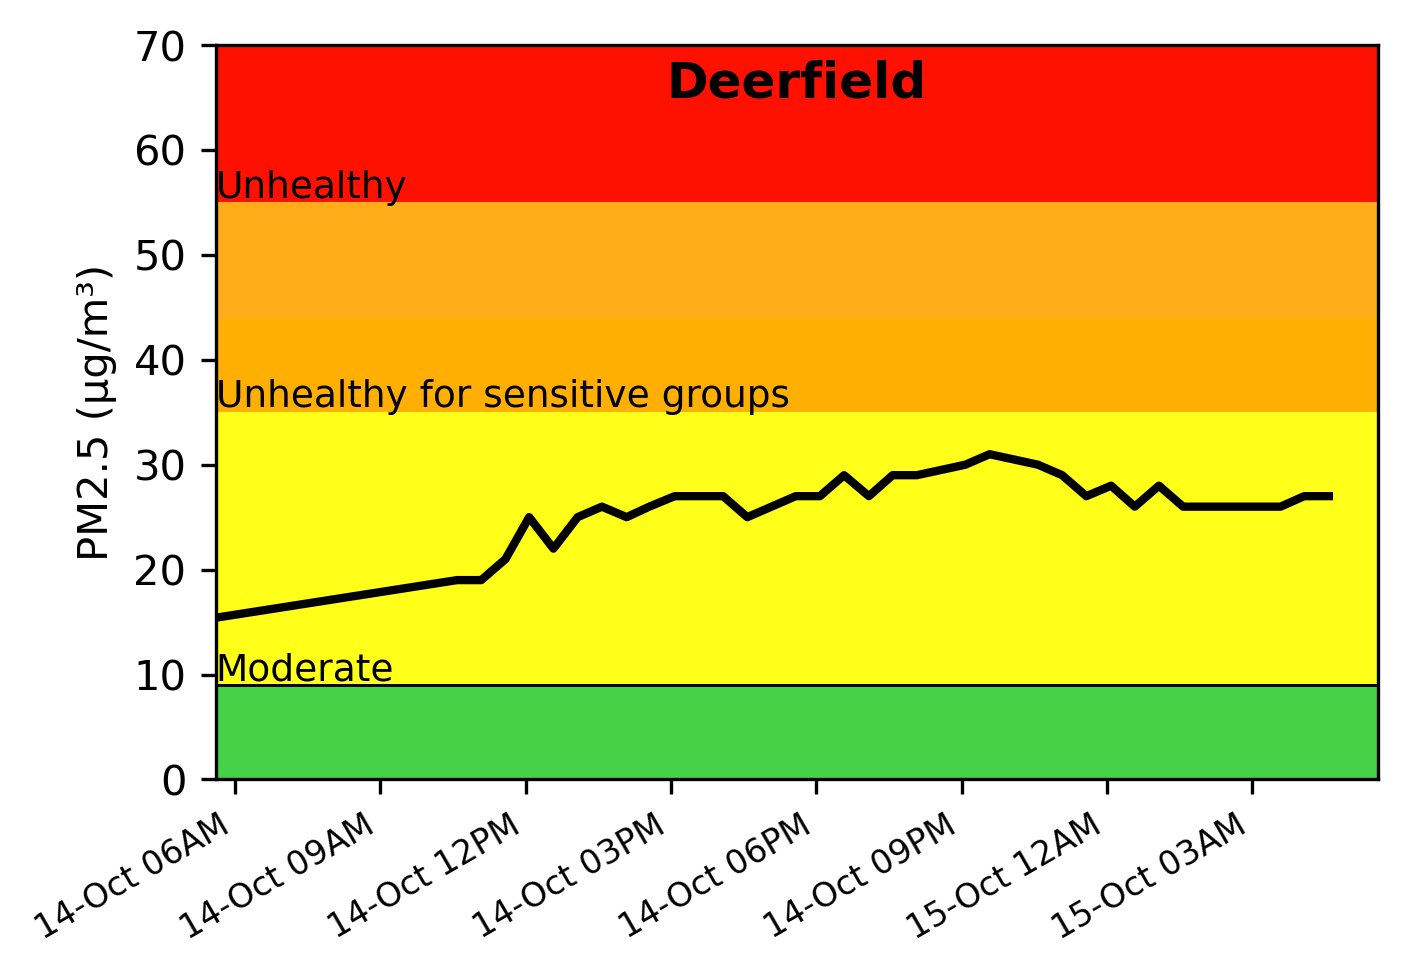 Deerfield
PM2.5 (µg/m³)
70
60
Unhealthy
50
40
Unhealthy for sensitive groups
30
20
Moderate
10
0
14-Oct 06AM
14-Oct 09AM
14-Oct 12PM
14-Oct 03PM
14-Oct 06PM
14-Oct 09PM
15-Oct 12AM
15-Oct 03AM